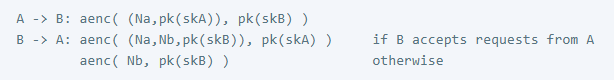 A -> B: aenc( (Na,pk(skA)), pk(skB) )
B -> A: aenc( (Na,Nb,pk(skB)), pk(skA) )     if B accepts requests from A
        aenc( Nb, pk(skB) )                  otherwise